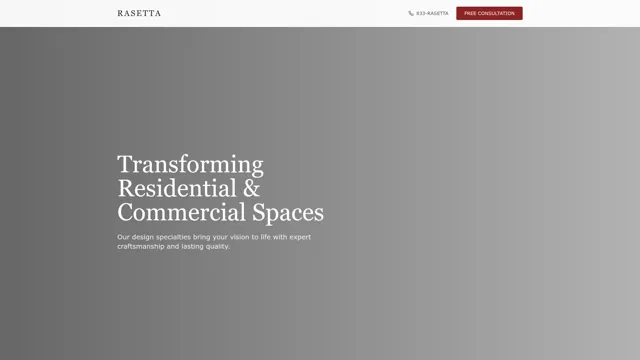 RASETTA
833-RASETTA
FREE CONSULTATION
Transforming
Residential &
Commercial Spaces
Our design specialties bring your vision to life with expert
craftsmanship and lasting quality.